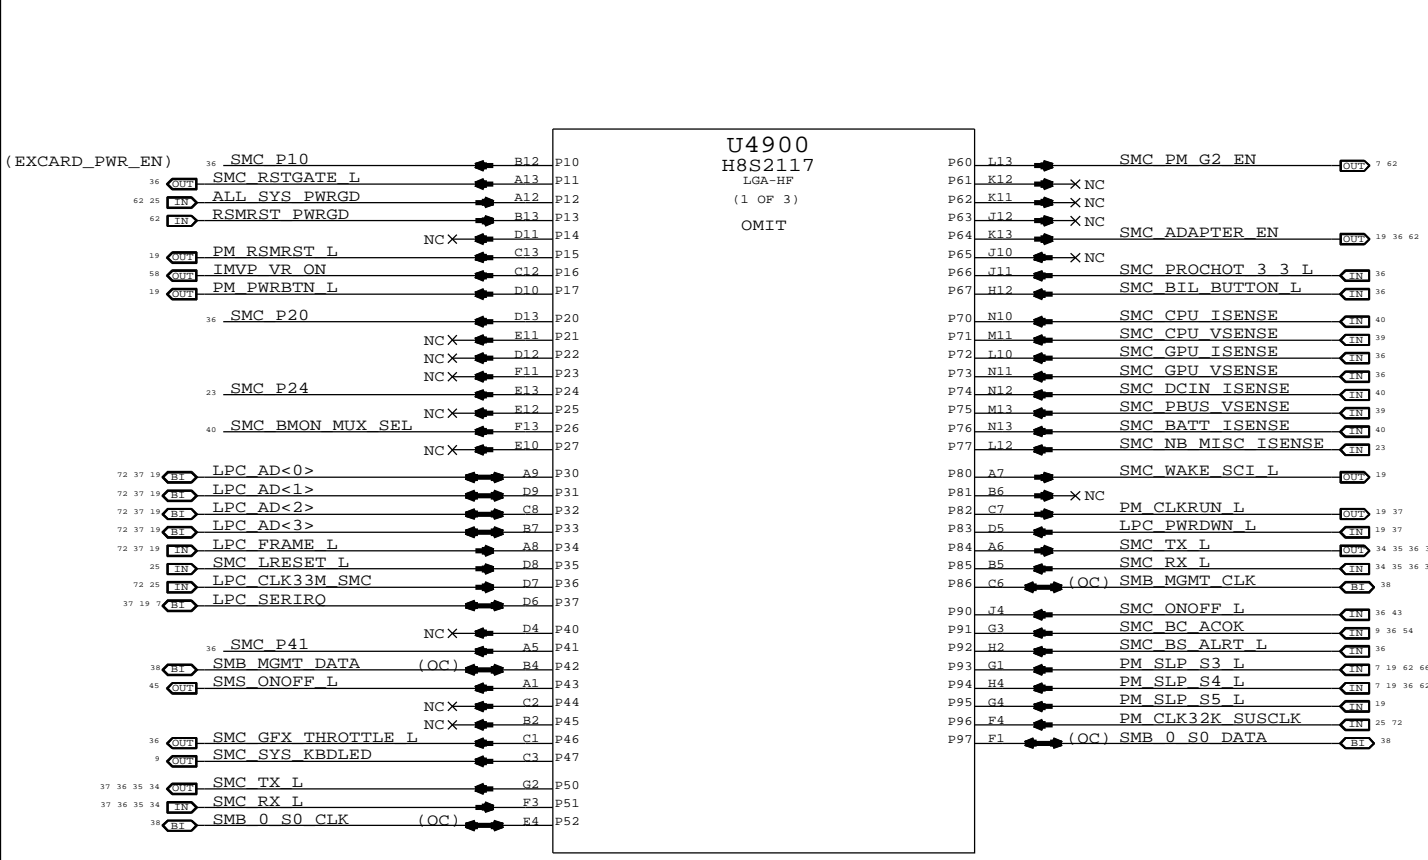 U4900
H8S2117
LGA-HF
(1 OF 3)
OMIT
(EXCARD_PWR_EN) 36 SMC_P10 B12 P10
36 OUT SMC_RSTGATE_L A13 P11
62 25 IN ALL_SYS_PWRGD A12 P12
62 IN RSMRST_PWRGD B13 P13
NC D11 P14
19 OUT PM_RSMRST_L C13 P15
58 OUT IMVP_VR_ON C12 P16
19 OUT PM_PWRBTN_L D10 P17
36 SMC_P20 D13 P20
NC E11 P21
NC D12 P22
NC F11 P23
23 SMC_P24 E13 P24
NC E12 P25
40 SMC_BMON_MUX_SEL F13 P26
NC E10 P27
72 37 19 BI LPC_AD<0> A9 P30
72 37 19 BI LPC_AD<1> D9 P31
72 37 19 BI LPC_AD<2> C8 P32
72 37 19 BI LPC_AD<3> B7 P33
72 37 19 IN LPC_FRAME_L A8 P34
25 IN SMC_LRESET_L D8 P35
72 25 IN LPC_CLK33M_SMC D7 P36
37 19 7 BI LPC_SERIRQ D6 P37
NC D4 P40
36 SMC_P41 A5 P41
38 BI SMB_MGMT_DATA (OC) B4 P42
45 OUT SMS_ONOFF_L A1 P43
NC C2 P44
NC B2 P45
36 OUT SMC_GFX_THROTTLE_L C1 P46
9 OUT SMC_SYS_KBDLED C3 P47
37 36 35 34 OUT SMC_TX_L G2 P50
37 36 35 34 IN SMC_RX_L F3 P51
38 BI SMB_0_S0_CLK (OC) E4 P52
P60 L13 SMC_PM_G2_EN OUT 7 62
P61 K12 NC
P62 K11 NC
P63 J12 NC
P64 K13 SMC_ADAPTER_EN OUT 19 36 62
P65 J10 NC
P66 J11 SMC_PROCHOT_3_3_L IN 36
P67 H12 SMC_BIL_BUTTON_L IN 36
P70 N10 SMC_CPU_ISENSE IN 40
P71 M11 SMC_CPU_VSENSE IN 39
P72 L10 SMC_GPU_ISENSE IN 36
P73 N11 SMC_GPU_VSENSE IN 36
P74 N12 SMC_DCIN_ISENSE IN 40
P75 M13 SMC_PBUS_VSENSE IN 39
P76 N13 SMC_BATT_ISENSE IN 40
P77 L12 SMC_NB_MISC_ISENSE IN 23
P80 A7 SMC_WAKE_SCI_L OUT 19
P81 B6 NC
P82 C7 PM_CLKRUN_L OUT 19 37
P83 D5 LPC_PWRDWN_L IN 19 37
P84 A6 SMC_TX_L OUT 34 35 36
P85 B5 SMC_RX_L IN 34 35 36
P86 C6 (OC) SMB_MGMT_CLK BI 38
P90 J4 SMC_ONOFF_L IN 36 43
P91 G3 SMC_BC_ACOK IN 9 36 54
P92 H2 SMC_BS_ALRT_L IN 36
P93 G1 PM_SLP_S3_L IN 7 19 62 66
P94 H4 PM_SLP_S4_L IN 7 19 36 62
P95 G4 PM_SLP_S5_L IN 19
P96 F4 PM_CLK32K_SUSCLK IN 25 72
P97 F1 (OC) SMB_0_S0_DATA BI 38